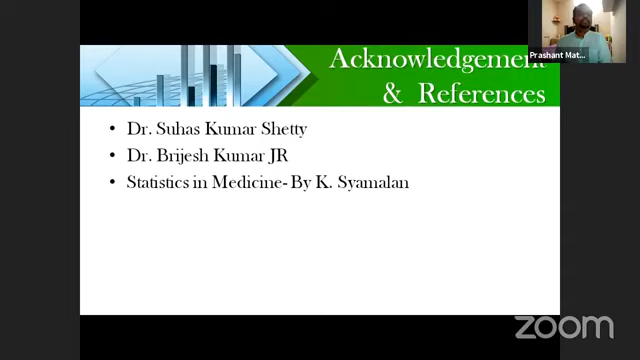 Prashant Mat...
Acknowledgement
& References
• Dr. Suhas Kumar Shetty
• Dr. Brijesh Kumar JR
• Statistics in Medicine- By K. Syamalan
zoom